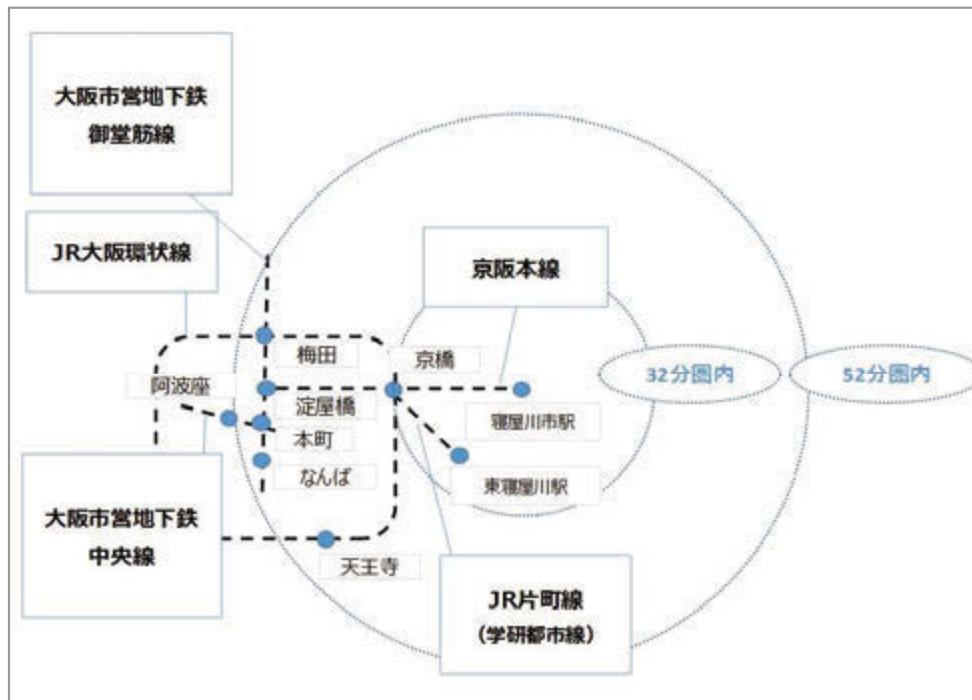 大阪市営地下鉄
御堂筋線
JR大阪環状線
京阪本線
梅田
京橋
32分圏内
52分圏内
阿波座
淀屋橋
寝屋川市駅
本町
なんば
東寝屋川駅
大阪市営地下鉄
中央線
天王寺
JR片町線
（学研都市線）